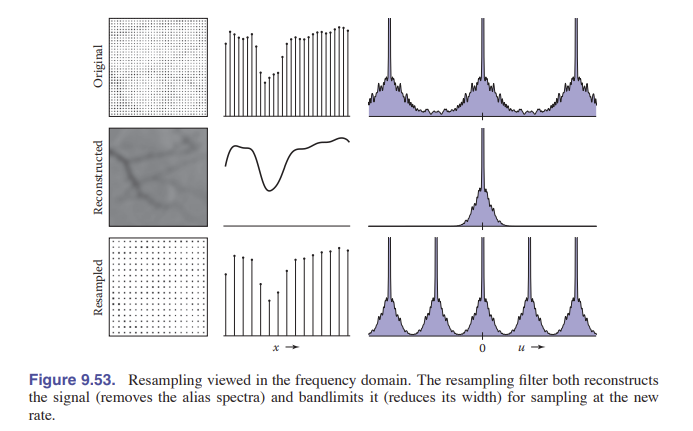 Original
Reconstructed
Resampled
x →
0
u →
Figure 9.53. Resampling viewed in the frequency domain. The resampling filter both reconstructs
the signal (removes the alias spectra) and bandlimits it (reduces its width) for sampling at the new
rate.